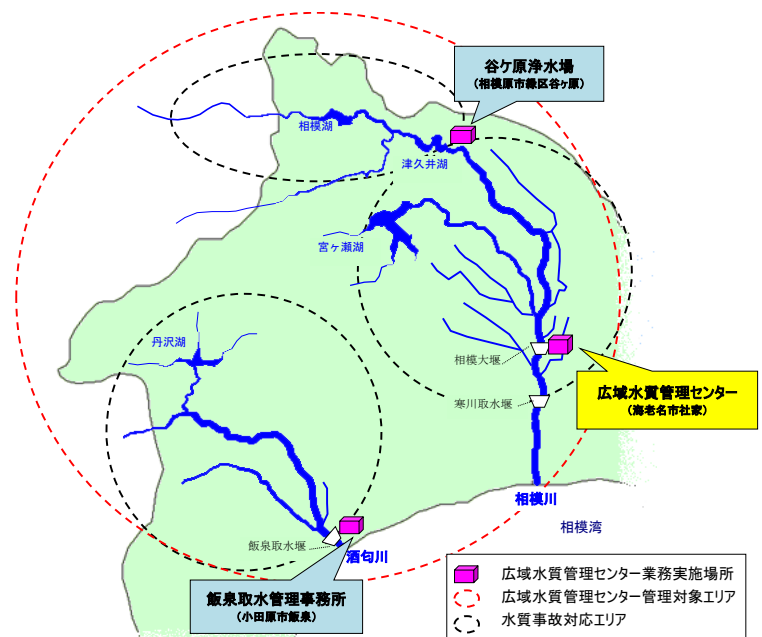 谷ケ原浄水場
(相模原市緑区谷ヶ原)
相模湖
津久井湖
宮ヶ瀬湖
丹沢湖
相模大堰
広域水質管理センター
(海老名市社家)
寒川取水堰
相模川
相模湾
飯泉取水堰
酒匂川
飯泉取水管理事務所
(小田原市飯泉)
広域水質管理センター業務実施場所
広域水質管理センター管理対象エリア
水質事故対応エリア